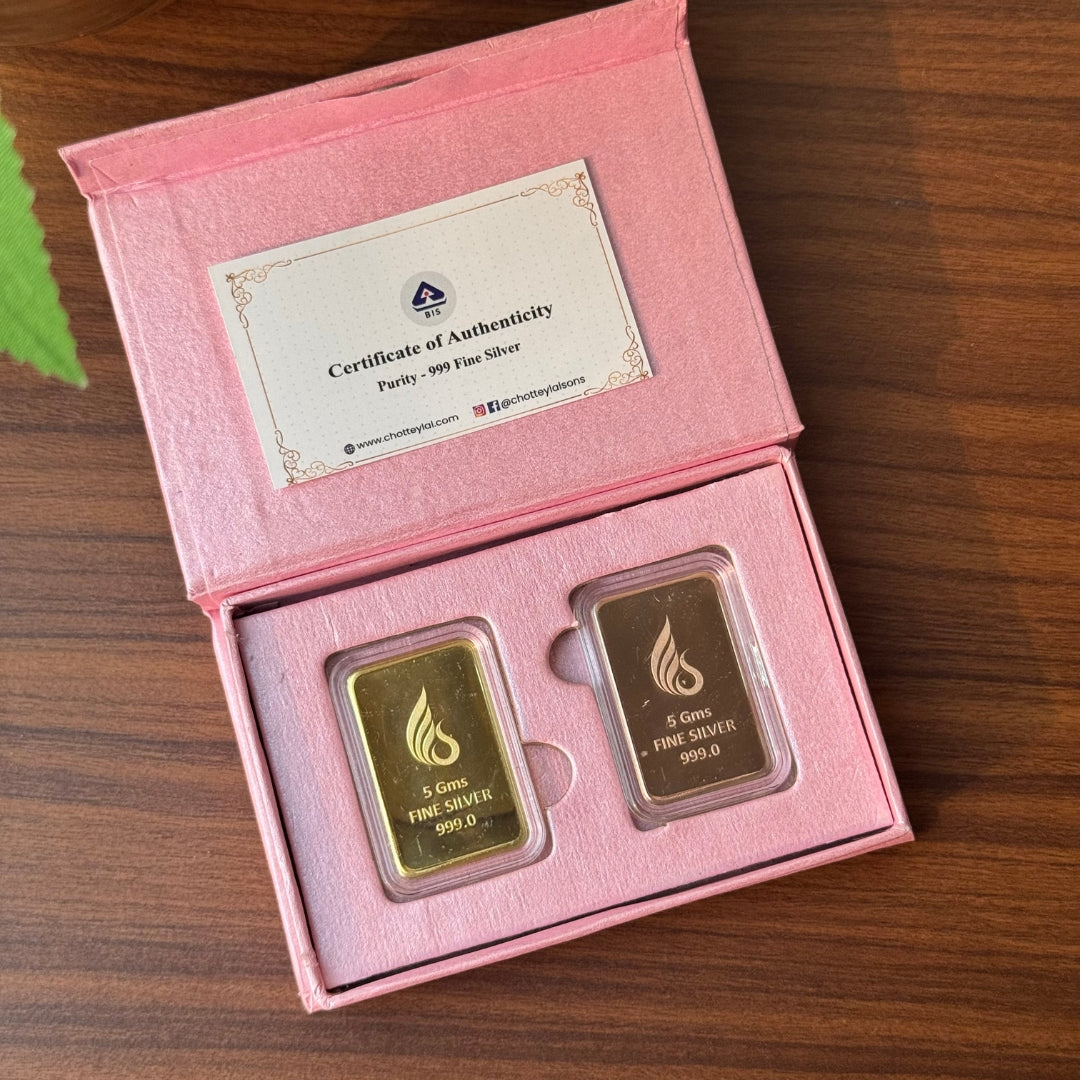 BIS
Certificate of Authenticity
Purity - 999 Fine Silver
www.chotteylal.com @chotteylalsons
5 Gms
FINE SILVER
999.0
5 Gms
FINE SILVER
999.0